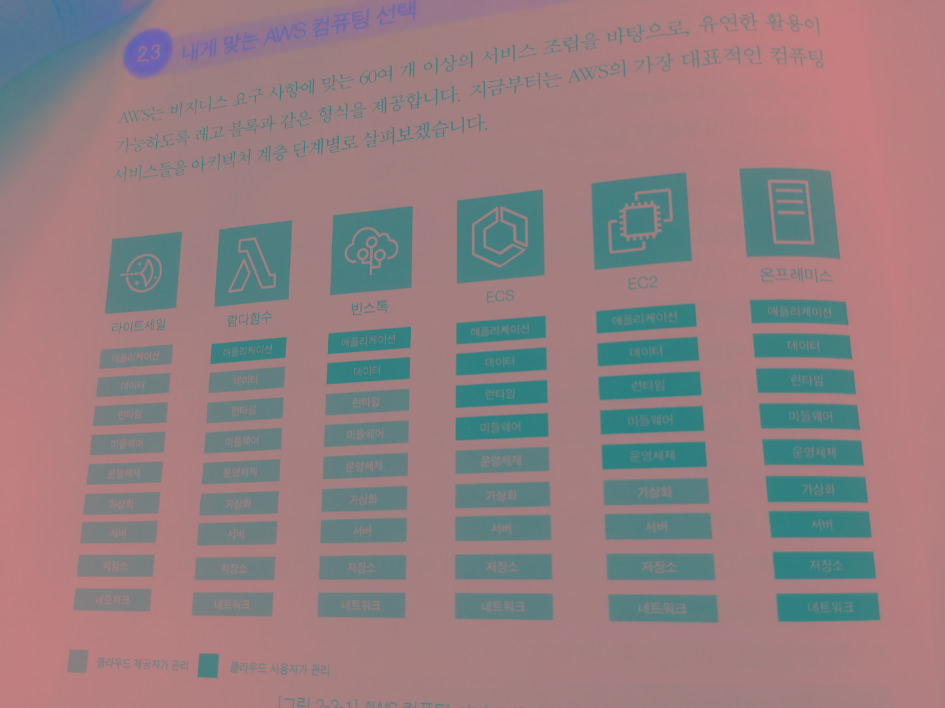 2.3 내게 맞는 AWS 컴퓨팅 선택
AWS는 비지니스 요구 사항에 맞는 60여 개 이상의 서비스 조립을 바탕으로, 유연한 활용이
가능하도록 레고 블록과 같은 형식을 제공합니다. 지금부터는 AWS의 가장 대표적인 컴퓨팅
서비스들을 아키텍처 계층 단계별로 살펴보겠습니다.
라이트세일 람다함수 빈스톡 ECS EC2 온프레미스
애플리케이션 애플리케이션 애플리케이션 애플리케이션 애플리케이션 애플리케이션
데이터 데이터 데이터 데이터 데이터 데이터
런타임 런타임 런타임 런타임 런타임 런타임
미들웨어 미들웨어 미들웨어 미들웨어 미들웨어 미들웨어
운영체제 운영체제 운영체제 운영체제 운영체제 운영체제
가상화 가상화 가상화 가상화 가상화 가상화
서버 서버 서버 서버 서버 서버
저장소 저장소 저장소 저장소 저장소 저장소
네트워크 네트워크 네트워크 네트워크 네트워크 네트워크
클라우드 제공자가 관리 클라우드 사용자가 관리
[그림 2-3-1] AWS 컴퓨팅